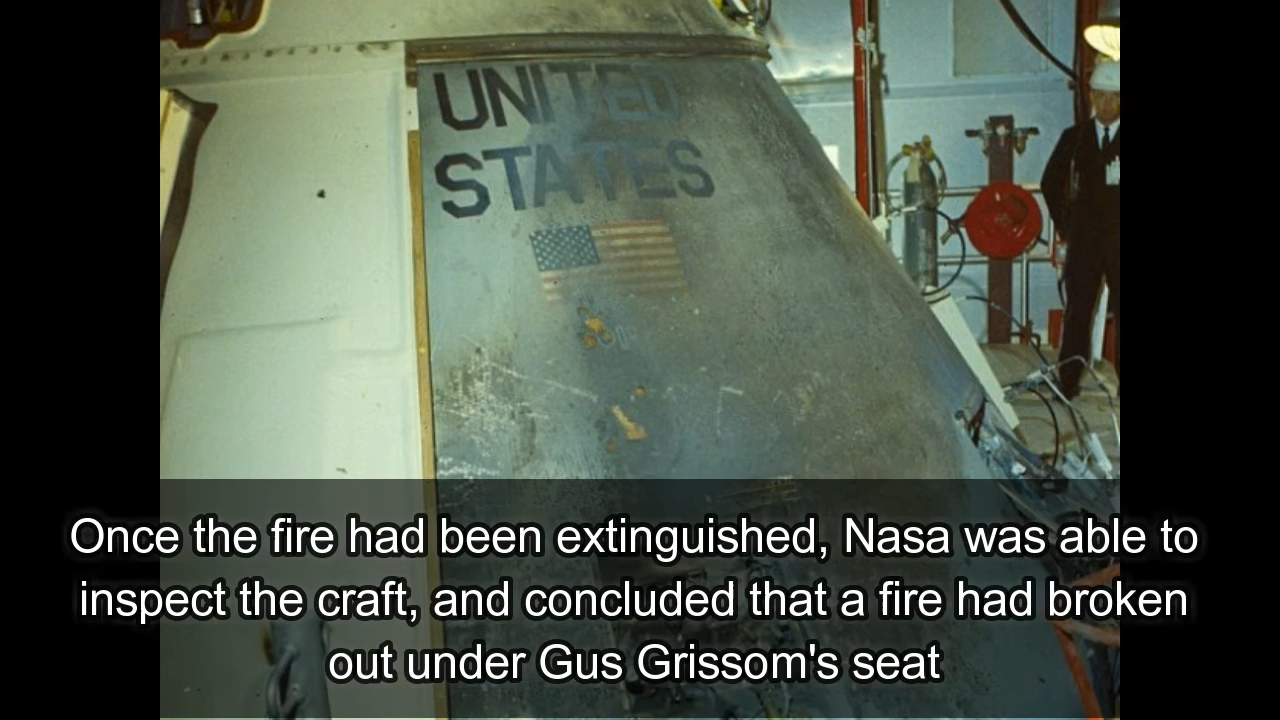 UNITED
STATES
Once the fire had been extinguished, Nasa was able to
inspect the craft, and concluded that a fire had broken
out under Gus Grissom's seat